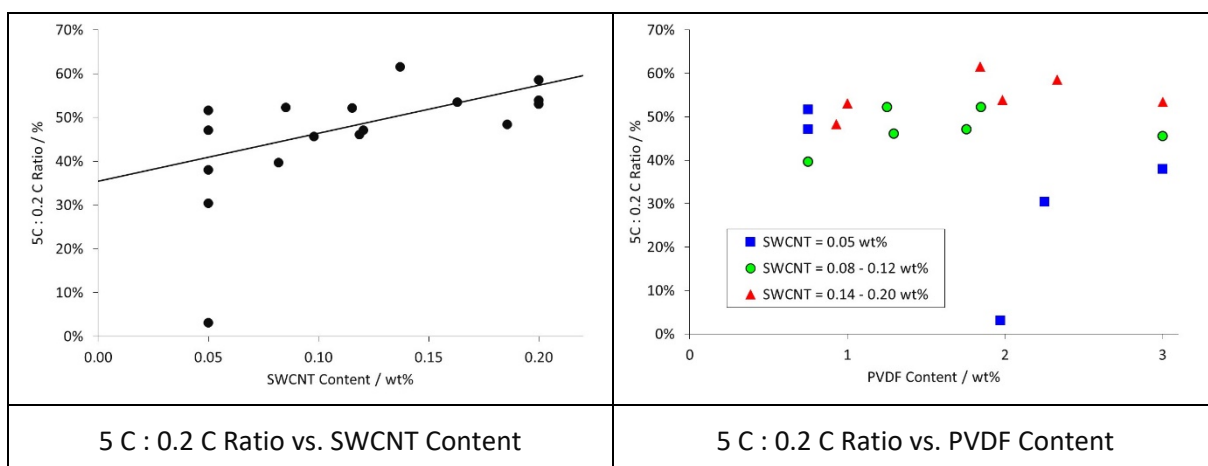 70%
60%
50%
40%
30%
20%
10%
0%
5C : 0.2 C Ratio / %
0.00
0.05
0.10
0.15
0.20
SWCNT Content / wt%
70%
60%
50%
40%
30%
20%
10%
0%
5C : 0.2 C Ratio / %
SWCNT = 0.05 wt%
SWCNT = 0.08 - 0.12 wt%
SWCNT = 0.14 - 0.20 wt%
0
1
2
3
PVDF Content / wt%
5 C : 0.2 C Ratio vs. SWCNT Content
5 C : 0.2 C Ratio vs. PVDF Content